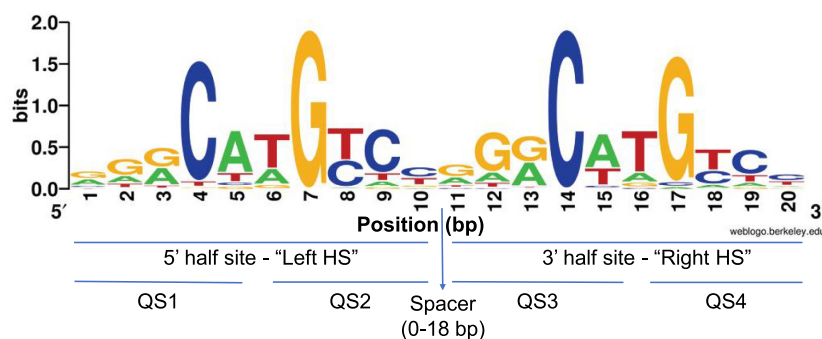 2.0
1.5
1.0
0.5
0.0
bits
5′
1 2 3 4 5 6 7 8 9 10 11 12 13 14 15 16 17 18 19 20
3
Position (bp)
weblogo.berkeley.edu
5’ half site - “Left HS”
3’ half site - “Right HS”
QS1
QS2
Spacer
(0-18 bp)
QS3
QS4